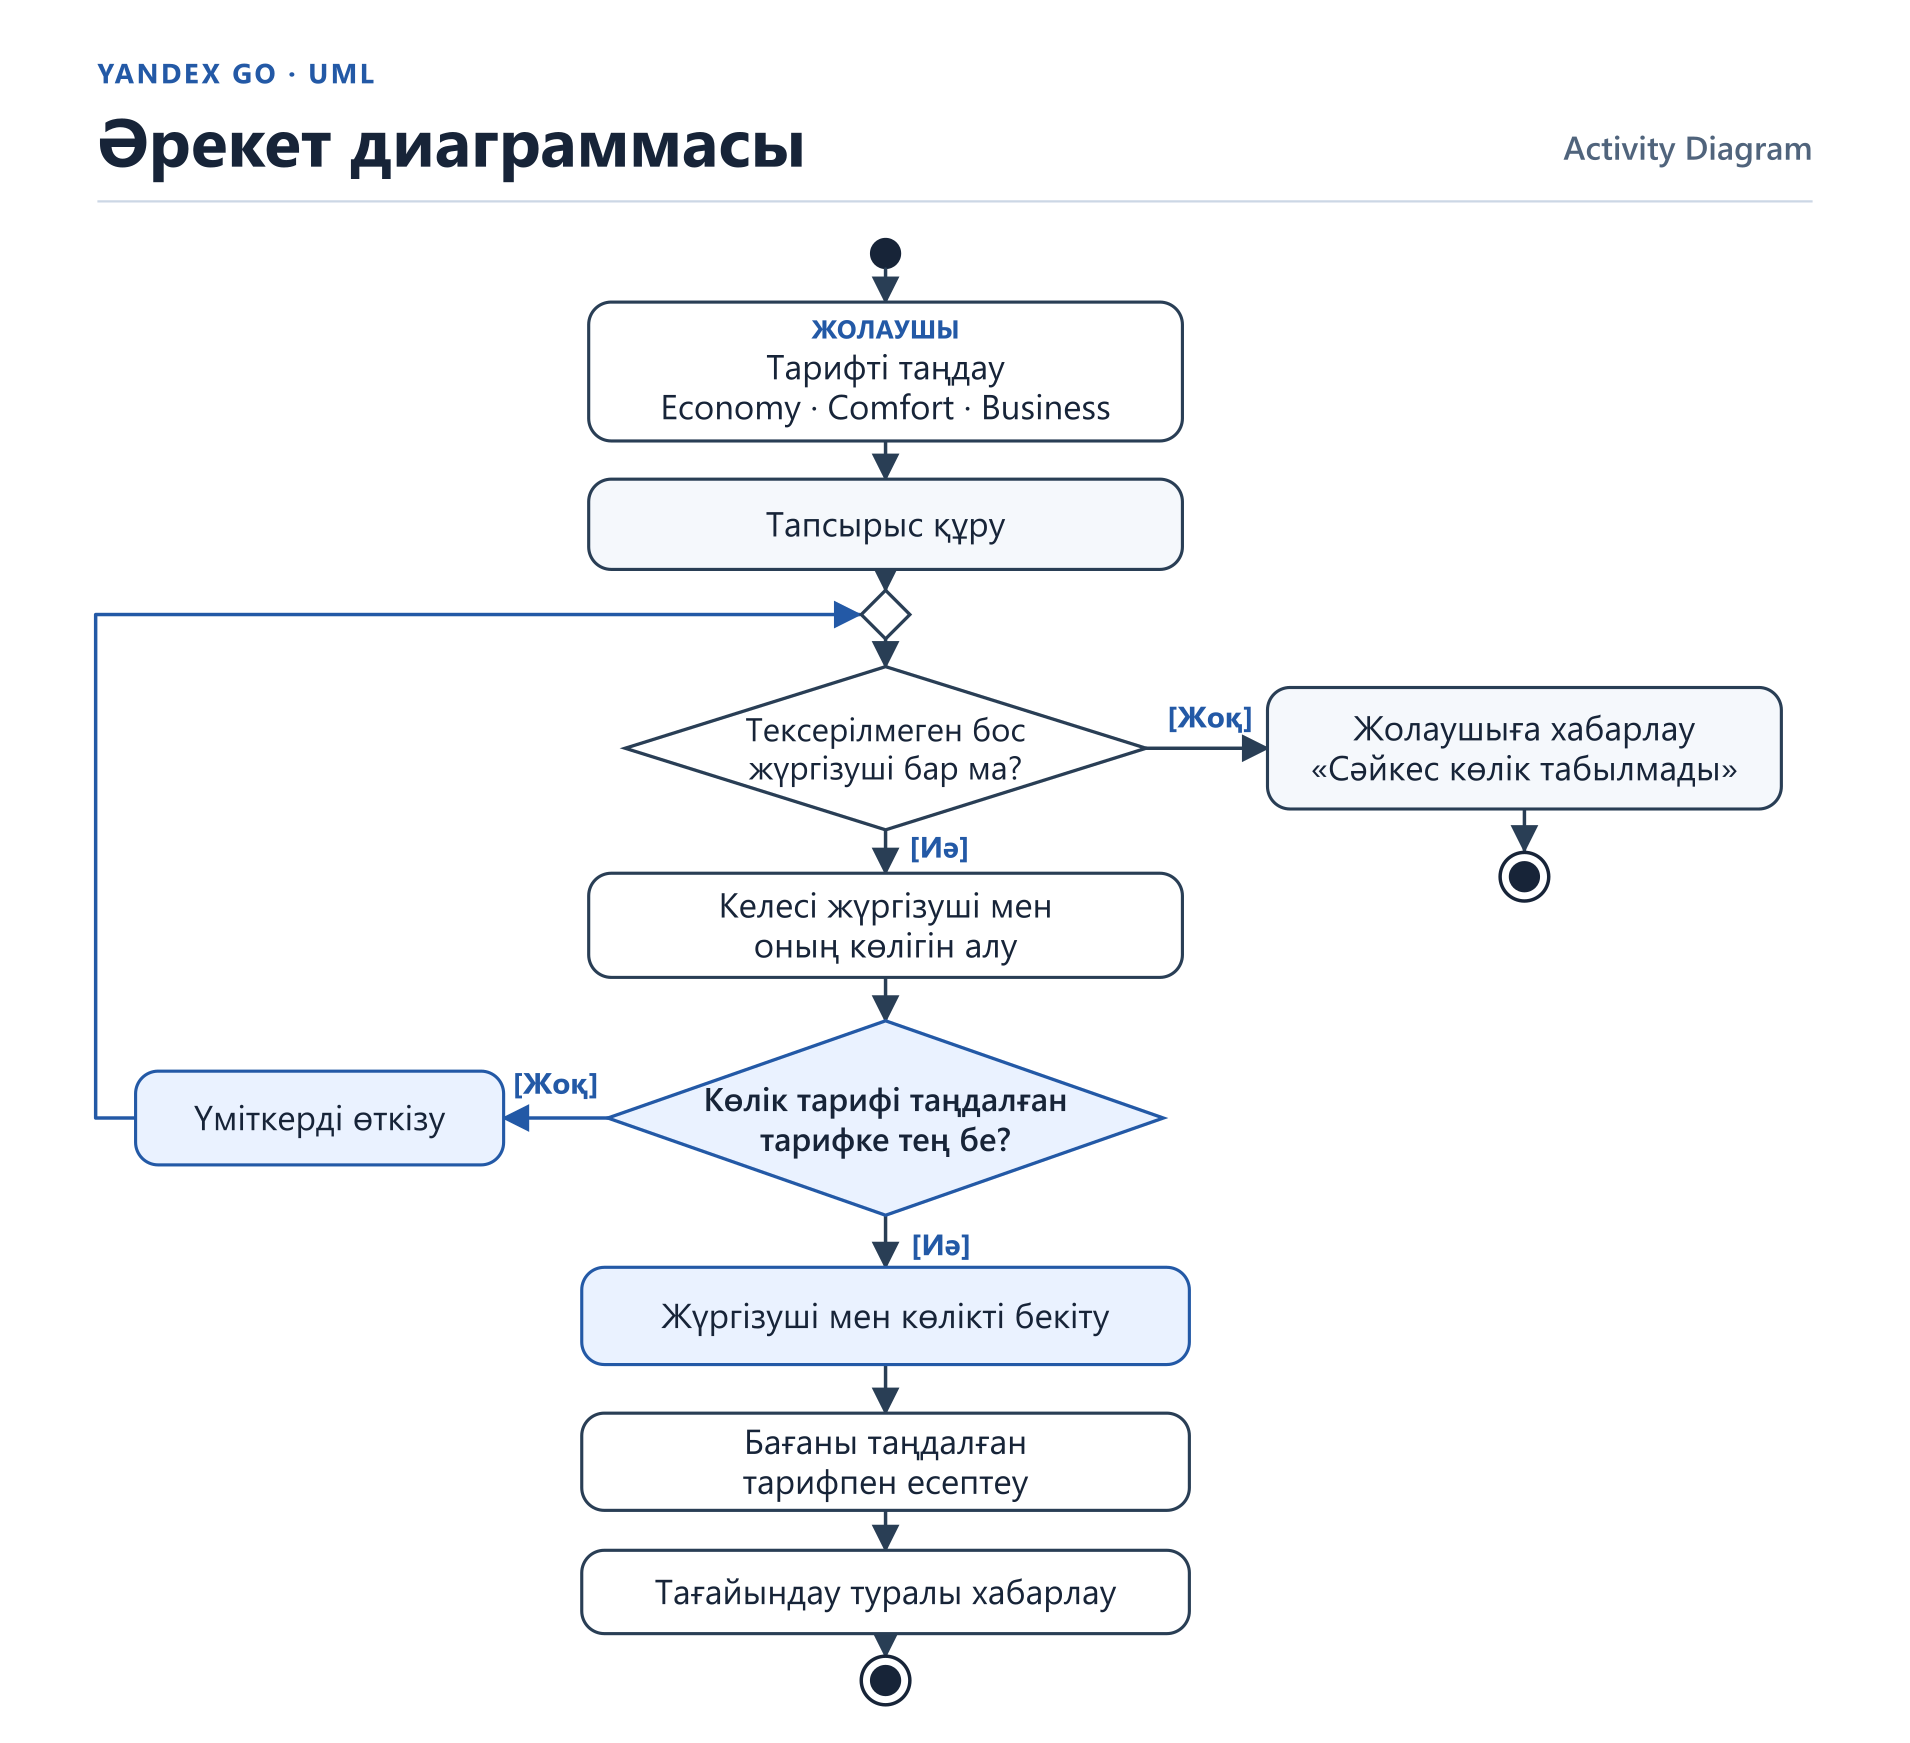 YANDEX GO · UML
Әрекет диаграммасы
Activity Diagram
ЖОЛАУШЫ
Тарифті таңдау
Economy · Comfort · Business
Тапсырыс құру
Тексерілмеген бос
жүргізуші бар ма?
[Жоқ]
Жолаушыға хабарлау
«Сәйкес көлік табылмады»
[Иә]
Келесі жүргізуші мен
оның көлігін алу
Көлік тарифі таңдалған
тарифке тең бе?
[Жоқ]
Үміткерді өткізу
[Иә]
Жүргізуші мен көлікті бекіту
Бағаны таңдалған
тарифпен есептеу
Тағайындау туралы хабарлау